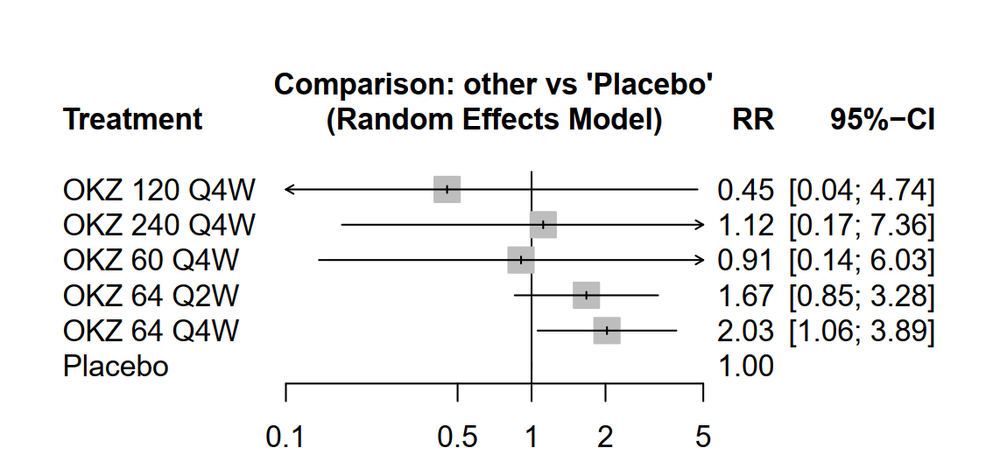 Comparison: other vs 'Placebo'
Treatment (Random Effects Model) RR 95%−CI
OKZ 120 Q4W 0.45 [0.04; 4.74]
OKZ 240 Q4W 1.12 [0.17; 7.36]
OKZ 60 Q4W 0.91 [0.14; 6.03]
OKZ 64 Q2W 1.67 [0.85; 3.28]
OKZ 64 Q4W 2.03 [1.06; 3.89]
Placebo 1.00
0.1 0.5 1 2 5